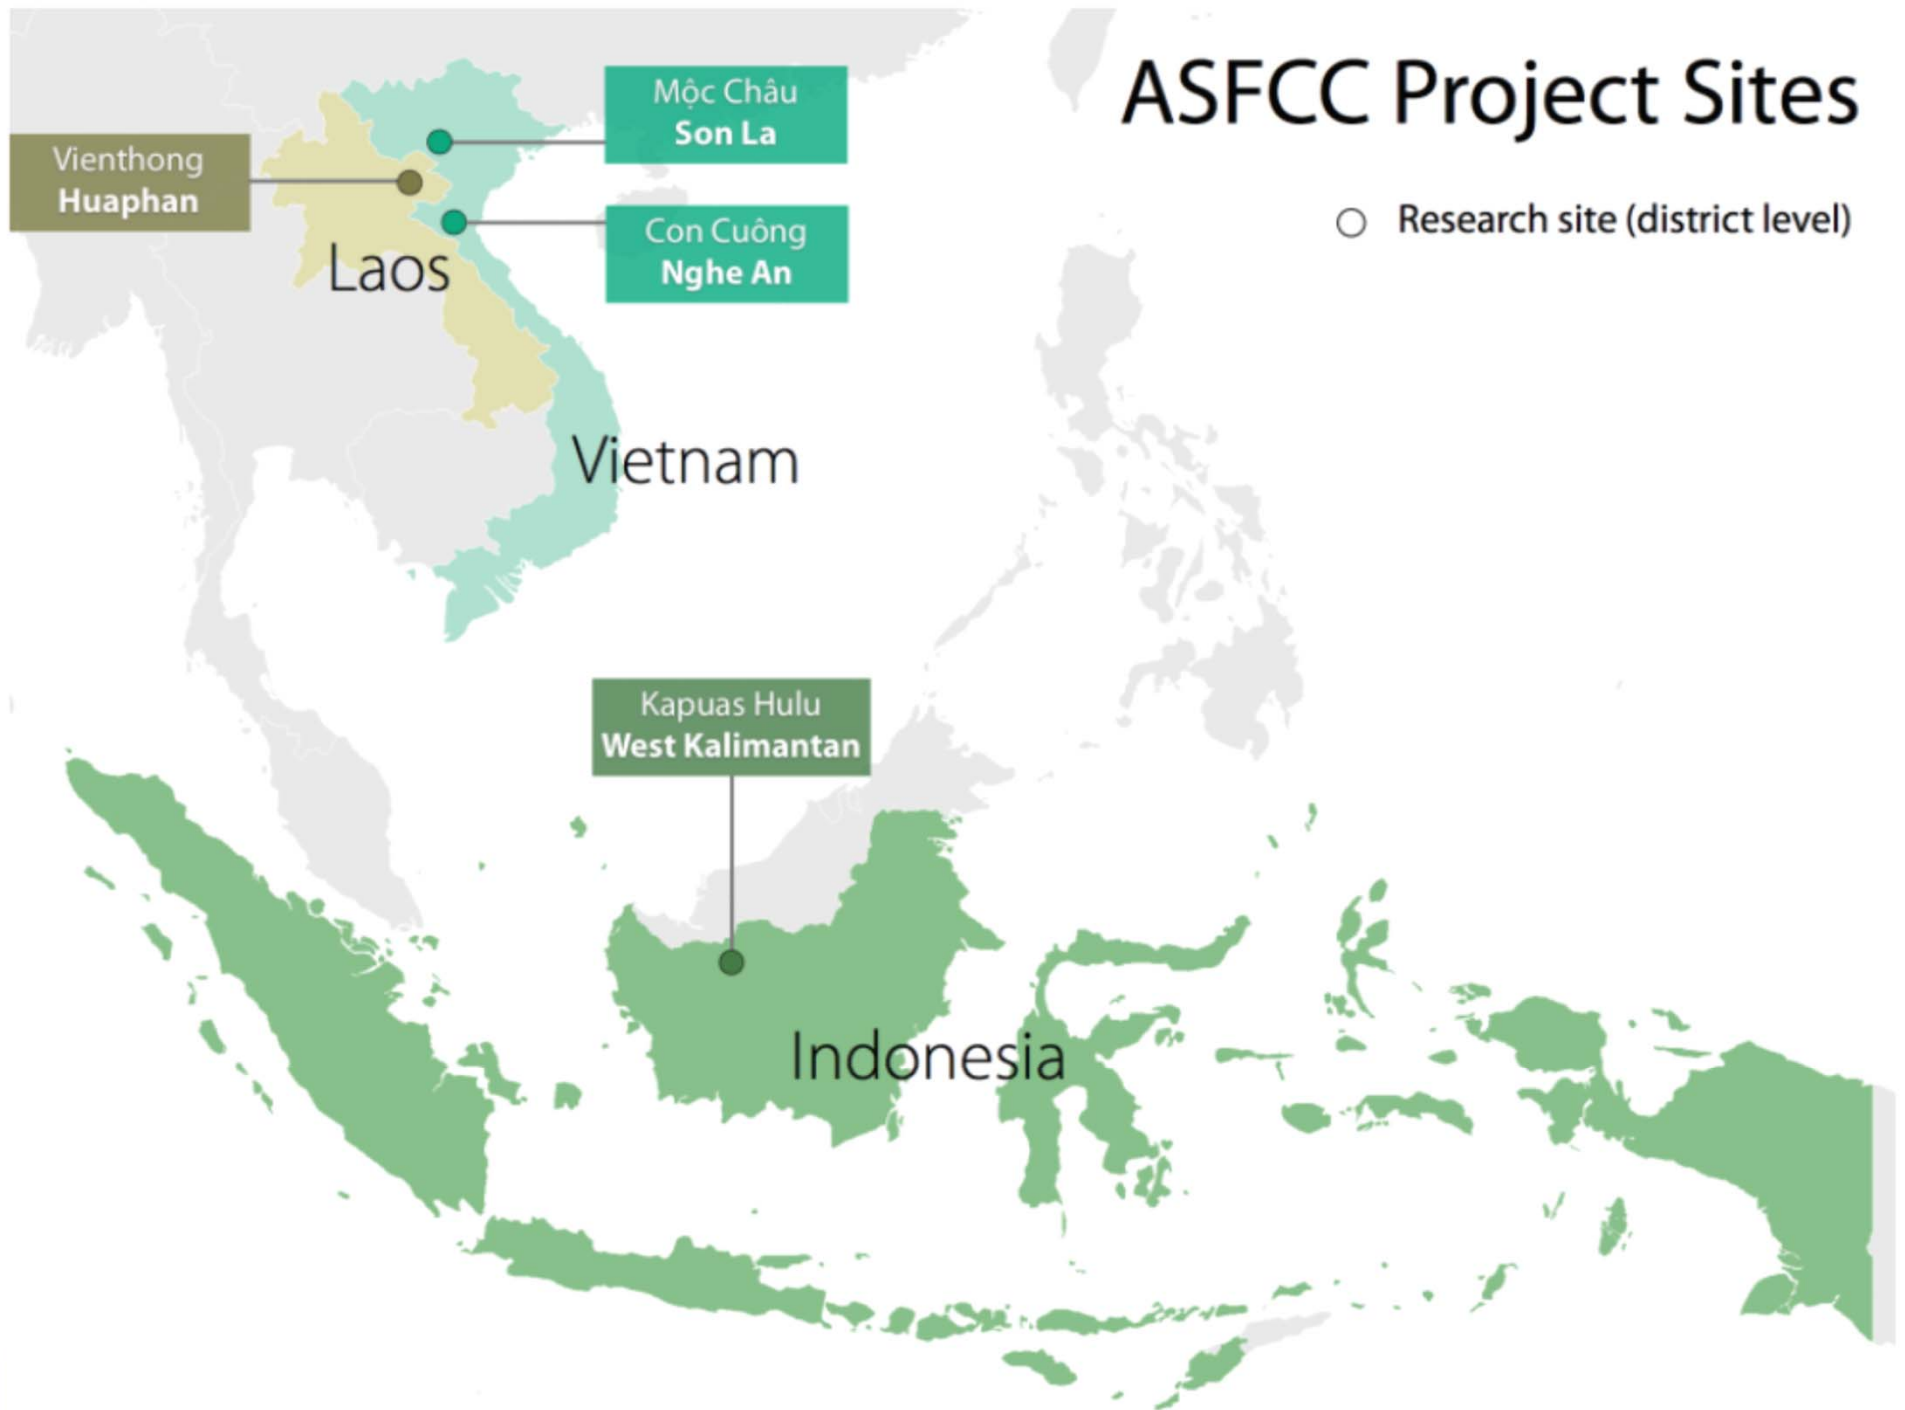 ASFCC Project Sites
Research site (district level)
Mộc Châu
Son La
Vienthong
Huaphan
Con Cuông
Nghe An
Laos
Vietnam
Kapuas Hulu
West Kalimantan
Indonesia